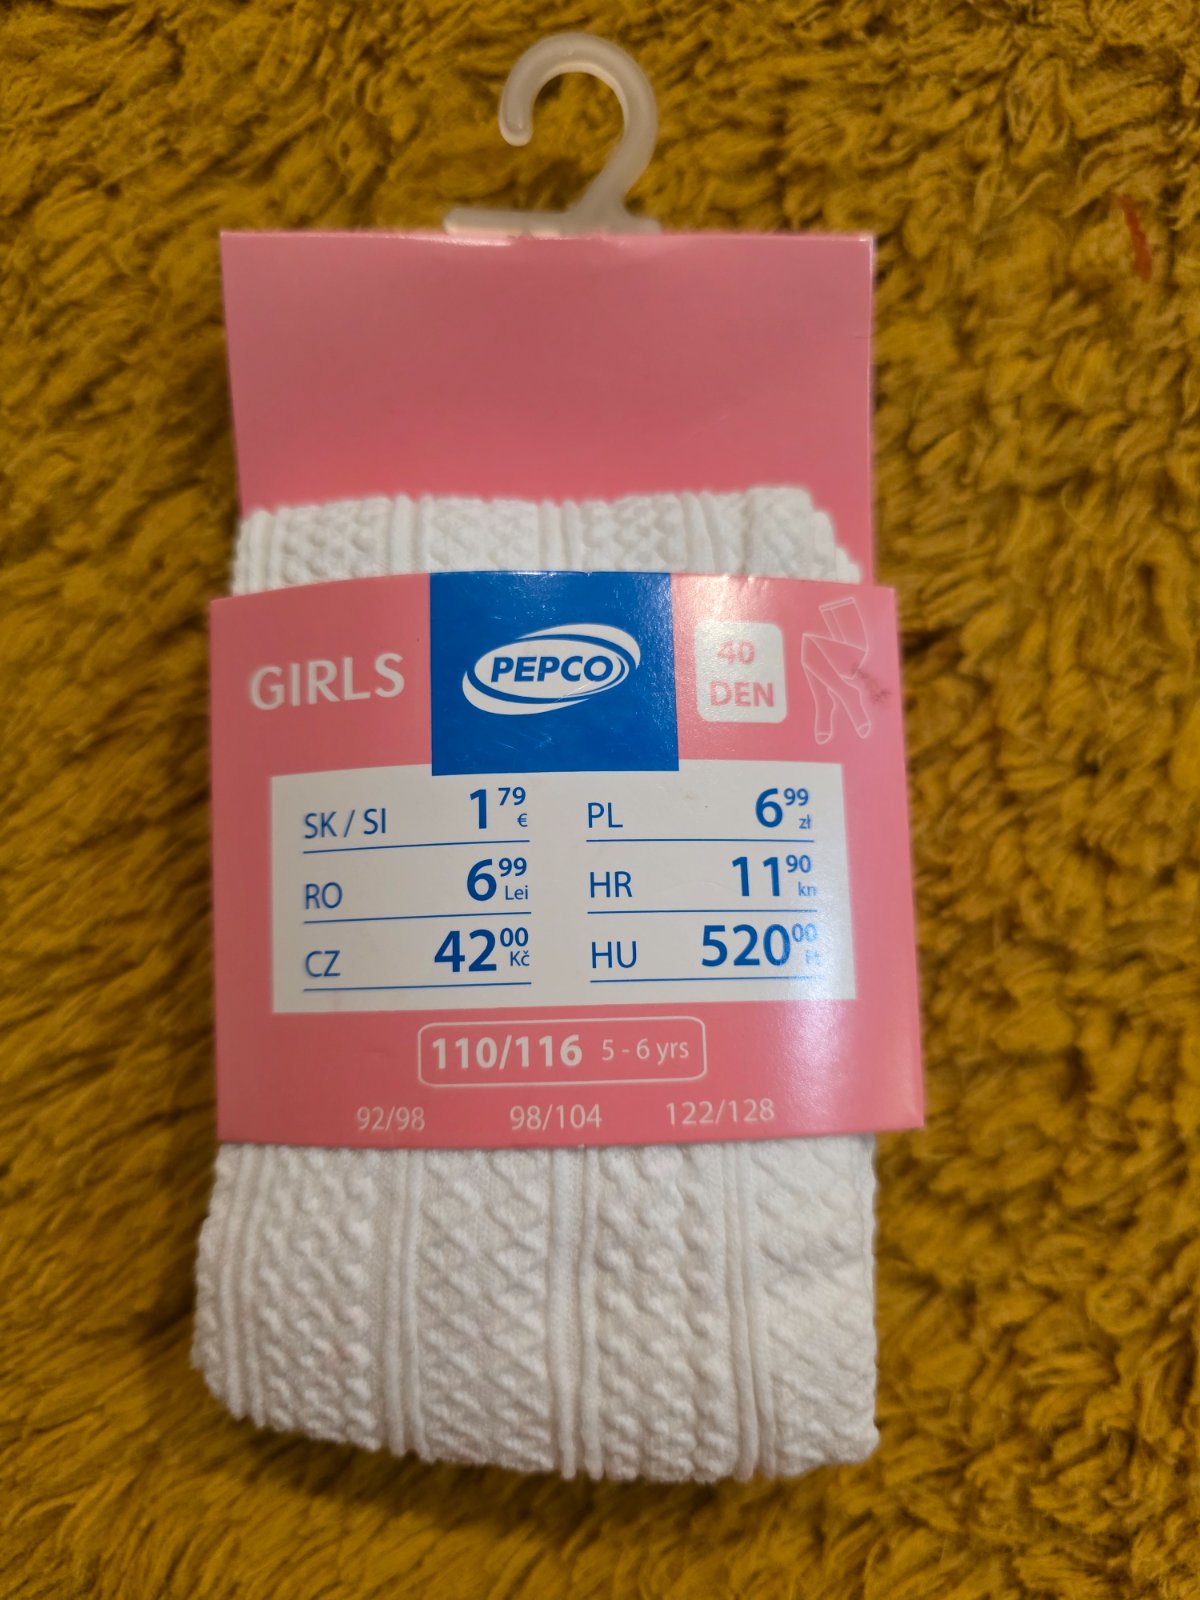 GIRLS
PEPCO
40
DEN
SK / SI 1 79 €
PL 6 99 zł
RO 6 99 Lei
HR 11 90 kn
CZ 42 00 Kč
HU 520 00 Ft
110/116 5 - 6 yrs
92/98 98/104 122/128